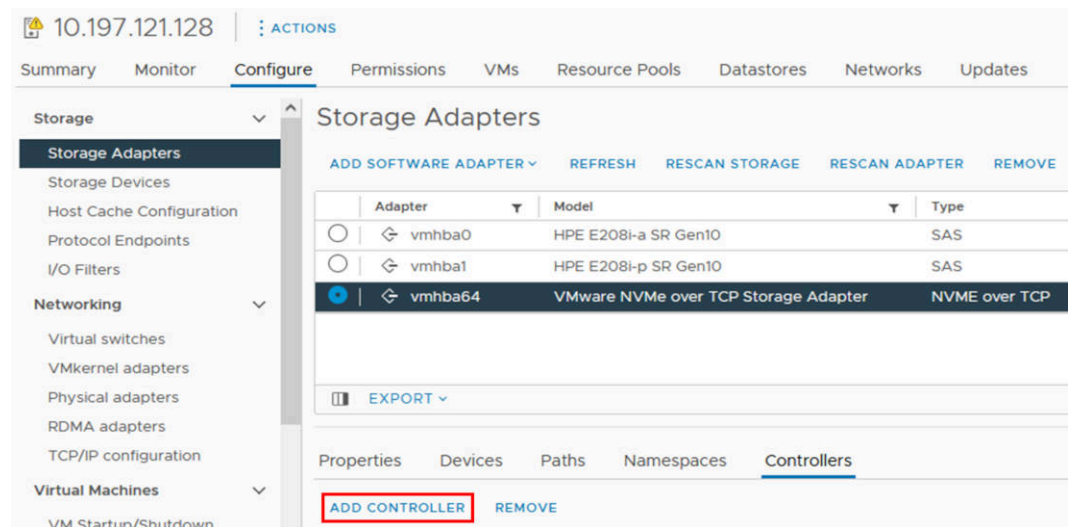 10.197.121.128 ACTIONS
Summary Monitor Configure Permissions VMs Resource Pools Datastores Networks Updates
Storage
Storage Adapters
Storage Devices
Host Cache Configuration
Protocol Endpoints
I/O Filters
Networking
Virtual switches
VMkernel adapters
Physical adapters
RDMA adapters
TCP/IP configuration
Virtual Machines
VM Startup/Shutdown
Storage Adapters
ADD SOFTWARE ADAPTER REFRESH RESCAN STORAGE RESCAN ADAPTER REMOVE
Adapter Model Type
vmhba0 HPE E208i-a SR Gen10 SAS
vmhba1 HPE E208i-p SR Gen10 SAS
vmhba64 VMware NVMe over TCP Storage Adapter NVME over TCP
EXPORT
Properties Devices Paths Namespaces Controllers
ADD CONTROLLER REMOVE